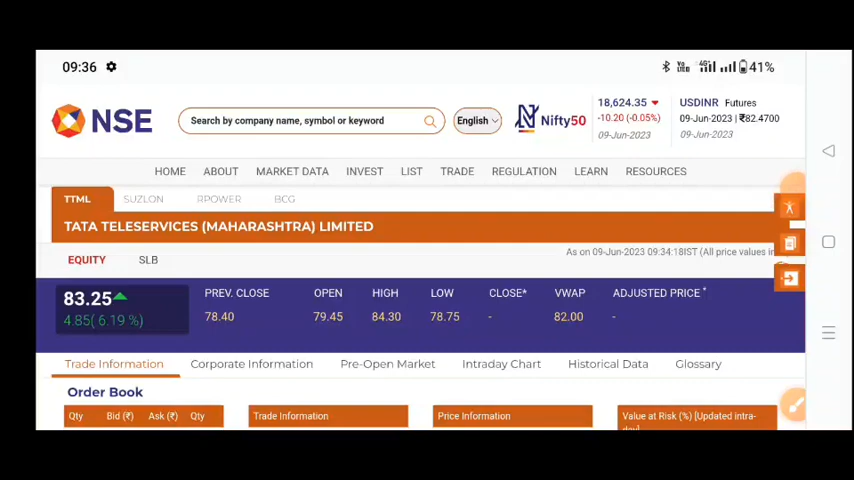 09:36
41%
NSE
Search by company name, symbol or keyword
English
Nifty50
18,624.35
-10.20 (-0.05%)
09-Jun-2023
USDINR Futures
09-Jun-2023 | ₹82.4700
09-Jun-2023
HOME ABOUT MARKET DATA INVEST LIST TRADE REGULATION LEARN RESOURCES
TTML SUZLON RPOWER BCG
TATA TELESERVICES (MAHARASHTRA) LIMITED
EQUITY SLB
As on 09-Jun-2023 09:34:18IST (All price values in
83.25
4.85( 6.19 %)
PREV. CLOSE OPEN HIGH LOW CLOSE* VWAP ADJUSTED PRICE *
78.40 79.45 84.30 78.75 - 82.00 -
Trade Information Corporate Information Pre-Open Market Intraday Chart Historical Data Glossary
Order Book
Qty Bid (₹) Ask (₹) Qty
Trade Information
Price Information
Value at Risk (%) [Updated intra-
day]